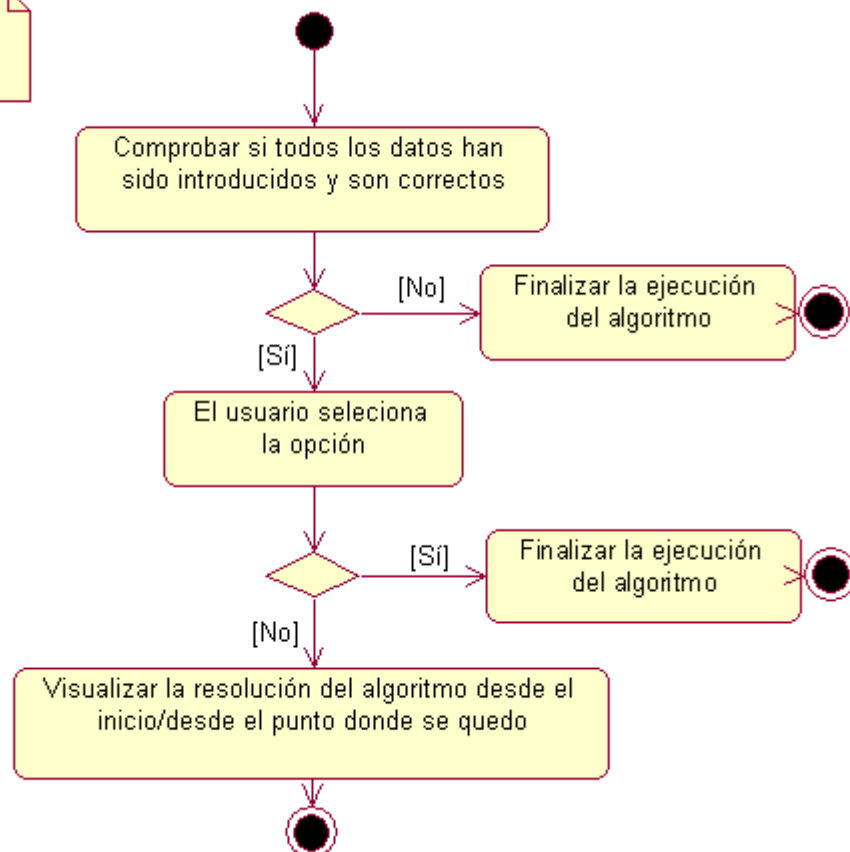 Comprobar si todos los datos han
sido introducidos y son correctos
[No]
Finalizar la ejecución
del algoritmo
[Sí]
El usuario seleciona
la opción
[Sí]
Finalizar la ejecución
del algoritmo
[No]
Visualizar la resolución del algoritmo desde el
inicio/desde el punto donde se quedo